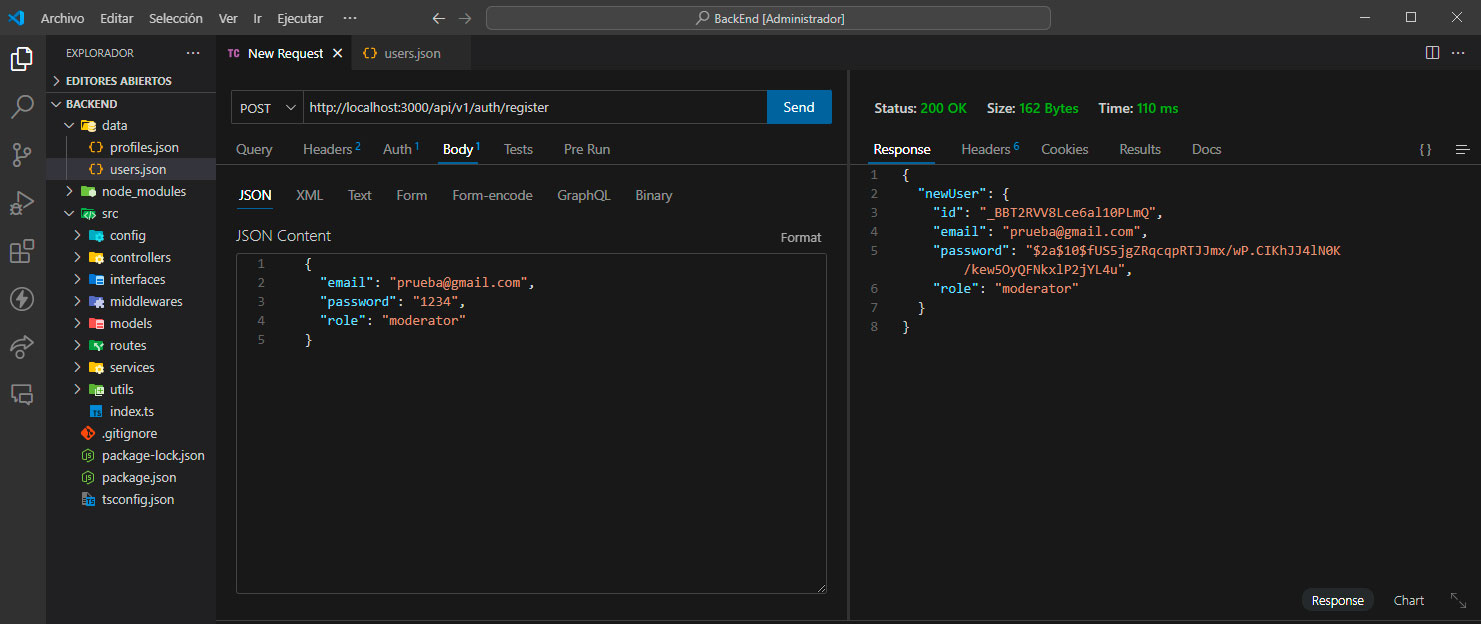 Archivo Editar Selección Ver Ir Ejecutar ··· BackEnd [Administrador]
EXPLORADOR ···
EDITORES ABIERTOS
BACKEND
data
profiles.json
users.json
node_modules
src
config
controllers
interfaces
middlewares
models
routes
services
utils
TS index.ts
.gitignore
package-lock.json
package.json
tsconfig.json
TC New Request users.json
POST http://localhost:3000/api/v1/auth/register Send
Query Headers 2 Auth 1 Body 1 Tests Pre Run
JSON XML Text Form Form-encode GraphQL Binary
JSON Content Format
1 {
2 "email": "prueba@gmail.com",
3 "password": "1234",
4 "role": "moderator"
5 }
Status: 200 OK Size: 162 Bytes Time: 110 ms
Response Headers 6 Cookies Results Docs {}
1 {
2 "newUser": {
3 "id": "_BBT2RVV8Lce6al10PLmQ",
4 "email": "prueba@gmail.com",
5 "password": "$2a$10$fUS5jgZRqcqpRTJJmx/wP.CIKhJJ4lN0K
/kew5OyQFNkxlP2jYL4u",
6 "role": "moderator"
7 }
8 }
Response Chart